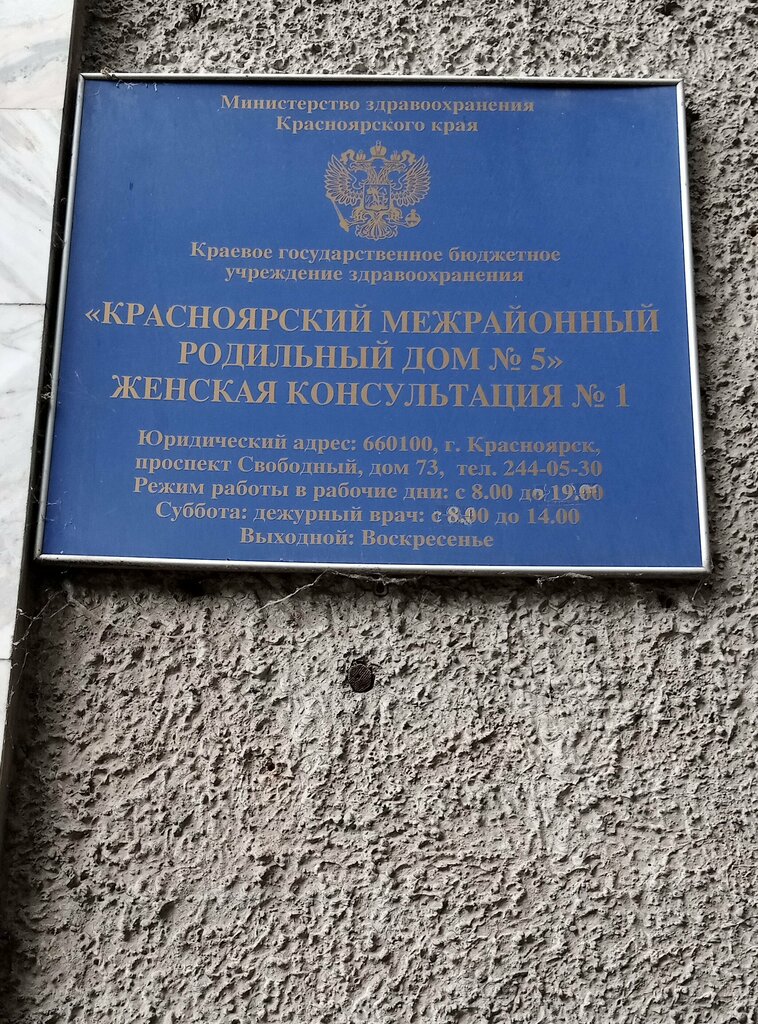 Министерство здравоохранения
Красноярского края
Краевое государственное бюджетное
учреждение здравоохранения
«КРАСНОЯРСКИЙ МЕЖРАЙОННЫЙ
РОДИЛЬНЫЙ ДОМ № 5»
ЖЕНСКАЯ КОНСУЛЬТАЦИЯ № 1
Юридический адрес: 660100, г. Красноярск,
проспект Свободный, дом 73, тел. 244-05-30
Режим работы в рабочие дни: с 8.00 до 19.00
Суббота: дежурный врач: с 8.00 до 14.00
Выходной: Воскресенье